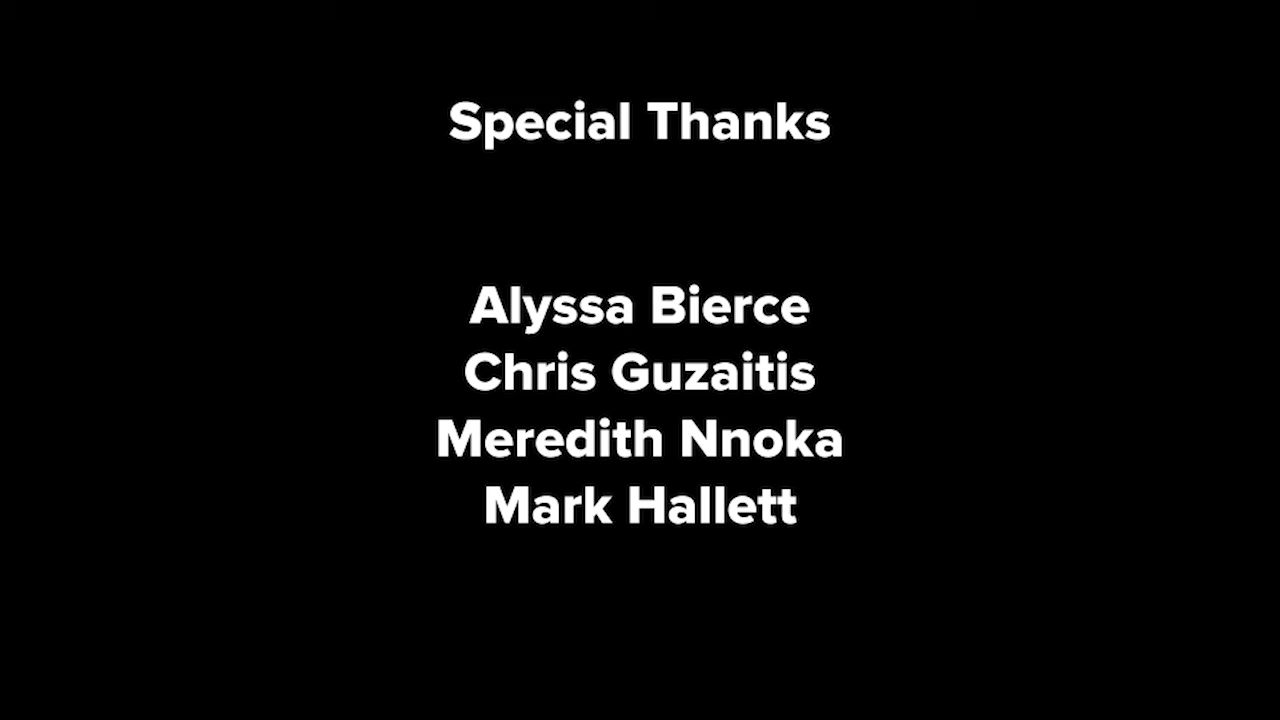 Special Thanks
Alyssa Bierce
Chris Guzaitis
Meredith Nnoka
Mark Hallett